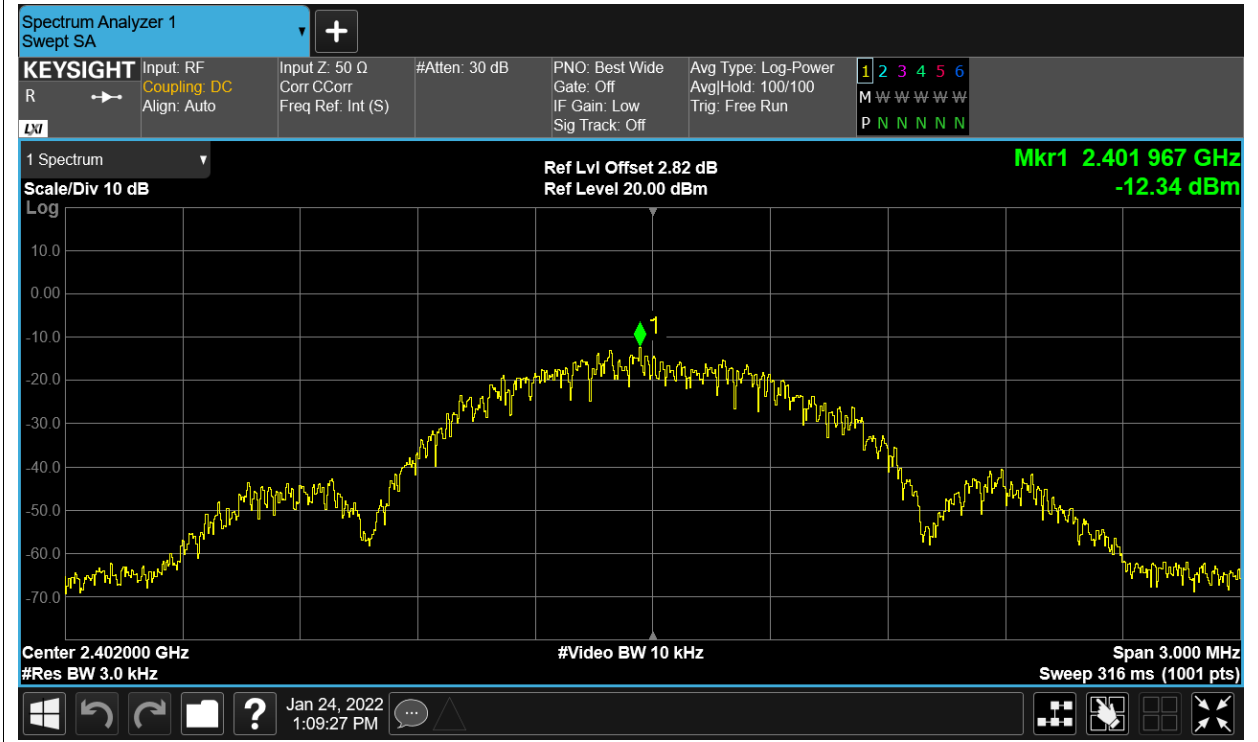 Spectrum Analyzer 1
Swept SA
KEYSIGHT
R
LXI
Input: RF
Coupling: DC
Align: Auto
Input Z: 50 Ω
Corr CCorr
Freq Ref: Int (S)
#Atten: 30 dB
PNO: Best Wide
Gate: Off
IF Gain: Low
Sig Track: Off
Avg Type: Log-Power
Avg|Hold: 100/100
Trig: Free Run
1 2 3 4 5 6
M W W W W W
P N N N N N
1 Spectrum
Scale/Div 10 dB
Log
Ref Lvl Offset 2.82 dB
Ref Level 20.00 dBm
Mkr1 2.401 967 GHz
-12.34 dBm
10.0
0.00
-10.0
-20.0
-30.0
-40.0
-50.0
-60.0
-70.0
1
Center 2.402000 GHz
#Res BW 3.0 kHz
#Video BW 10 kHz
Span 3.000 MHz
Sweep 316 ms (1001 pts)
?
Jan 24, 2022
1:09:27 PM